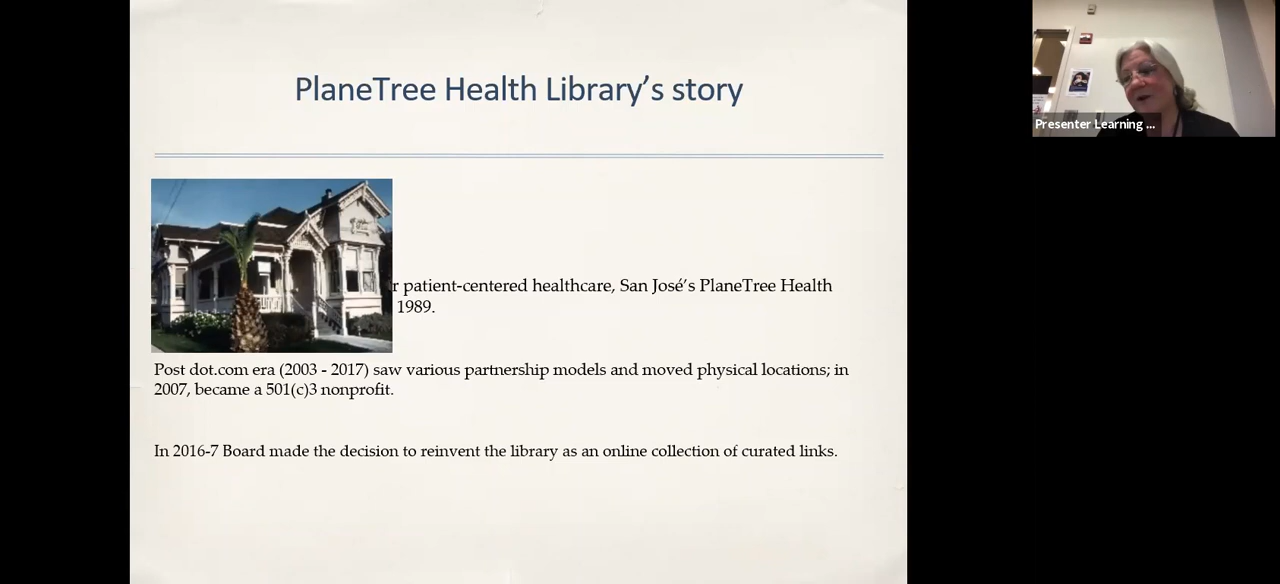 PlaneTree Health Library's story
Presenter Learning ...
patient-centered healthcare, San José's PlaneTree Health
1989.
Post dot.com era (2003 - 2017) saw various partnership models and moved physical locations; in
2007, became a 501(c)3 nonprofit.
In 2016-7 Board made the decision to reinvent the library as an online collection of curated links.